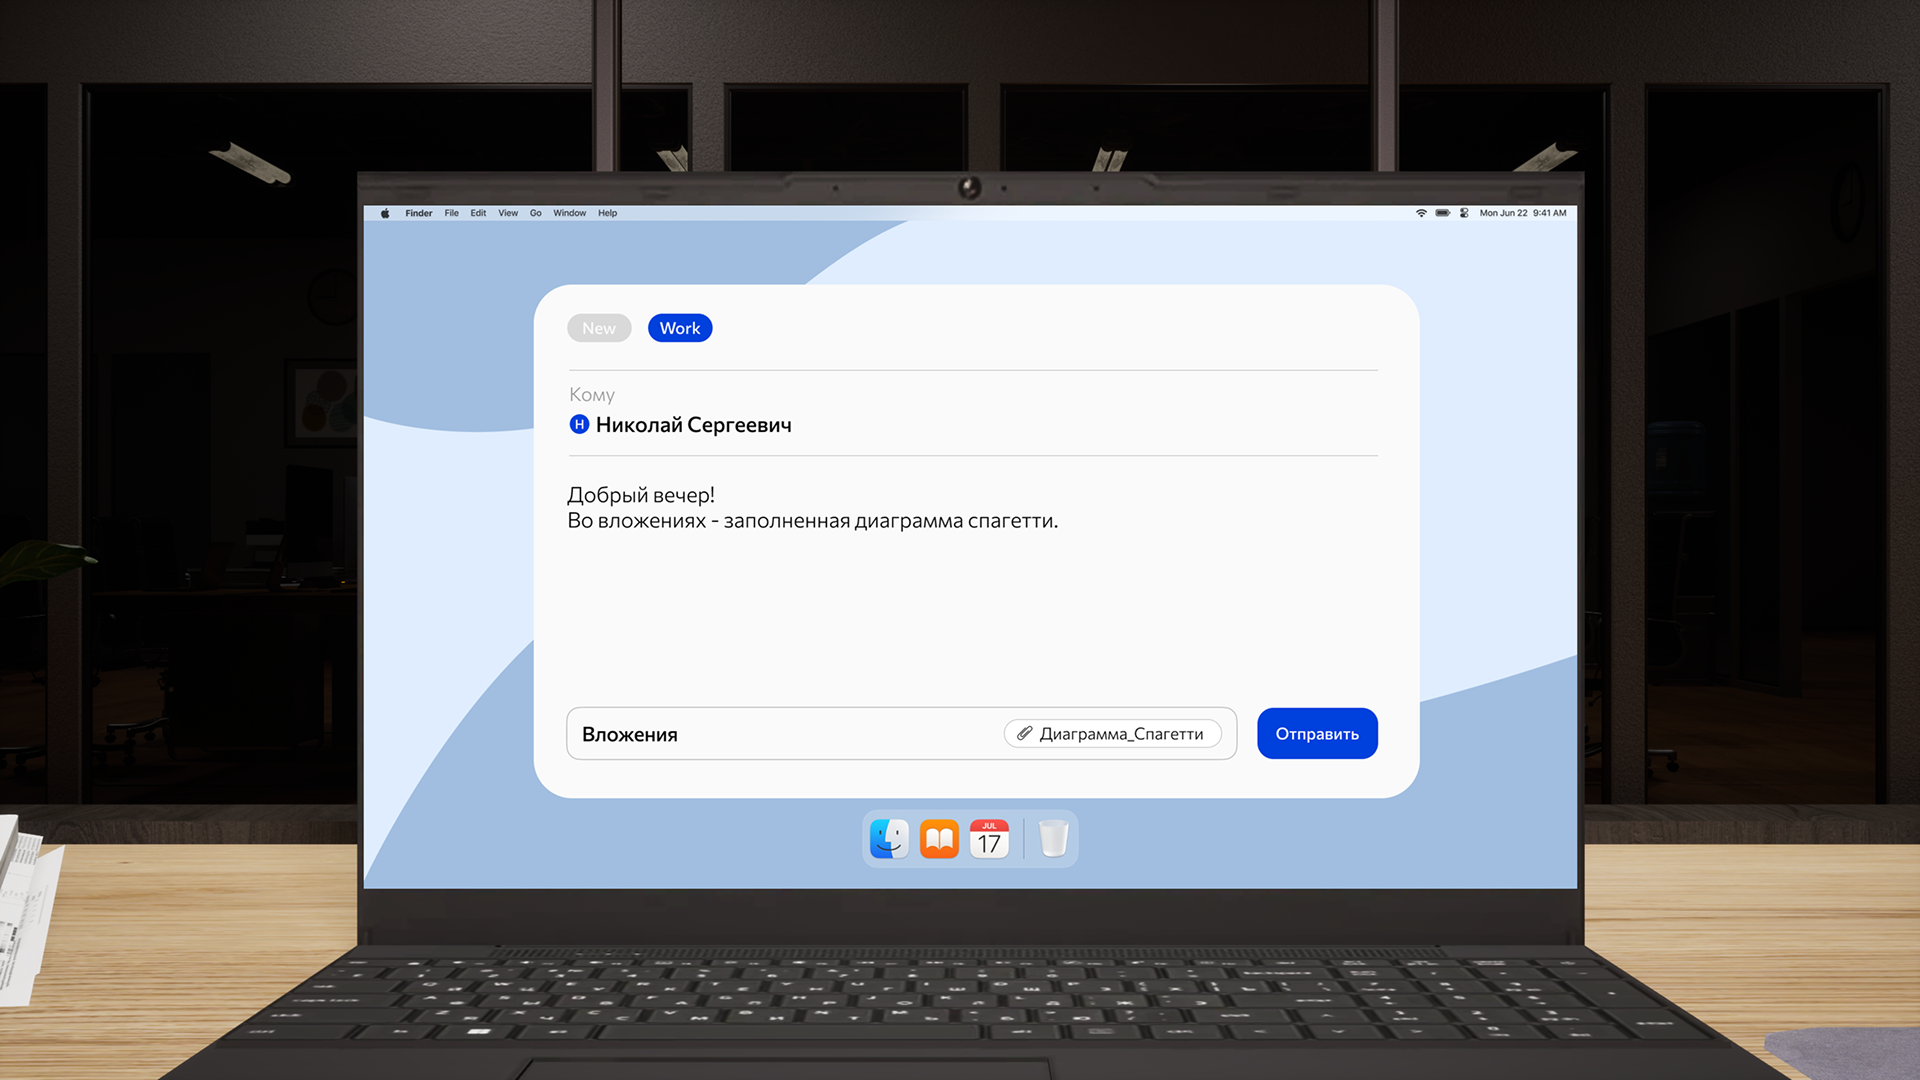 Finder File Edit View Go Window Help
Mon Jun 22 9:41 AM
New Work
Кому
Н Николай Сергеевич
Добрый вечер!
Во вложениях - заполненная диаграмма спагетти.
Вложения
Диаграмма_Спагетти
Отправить
JUL
17